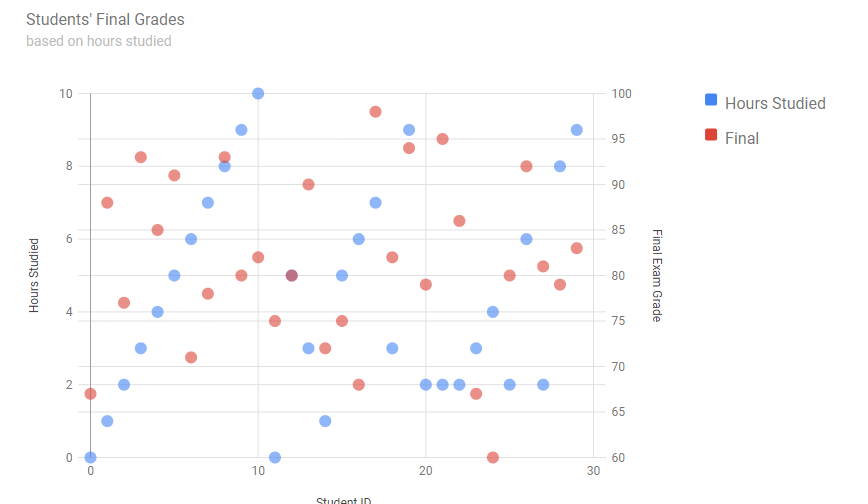 Students' Final Grades
based on hours studied
10
8
6
4
2
0
Hours Studied
100
95
90
85
80
75
70
65
60
Final Exam Grade
0
10
20
30
Student ID
Hours Studied
Final